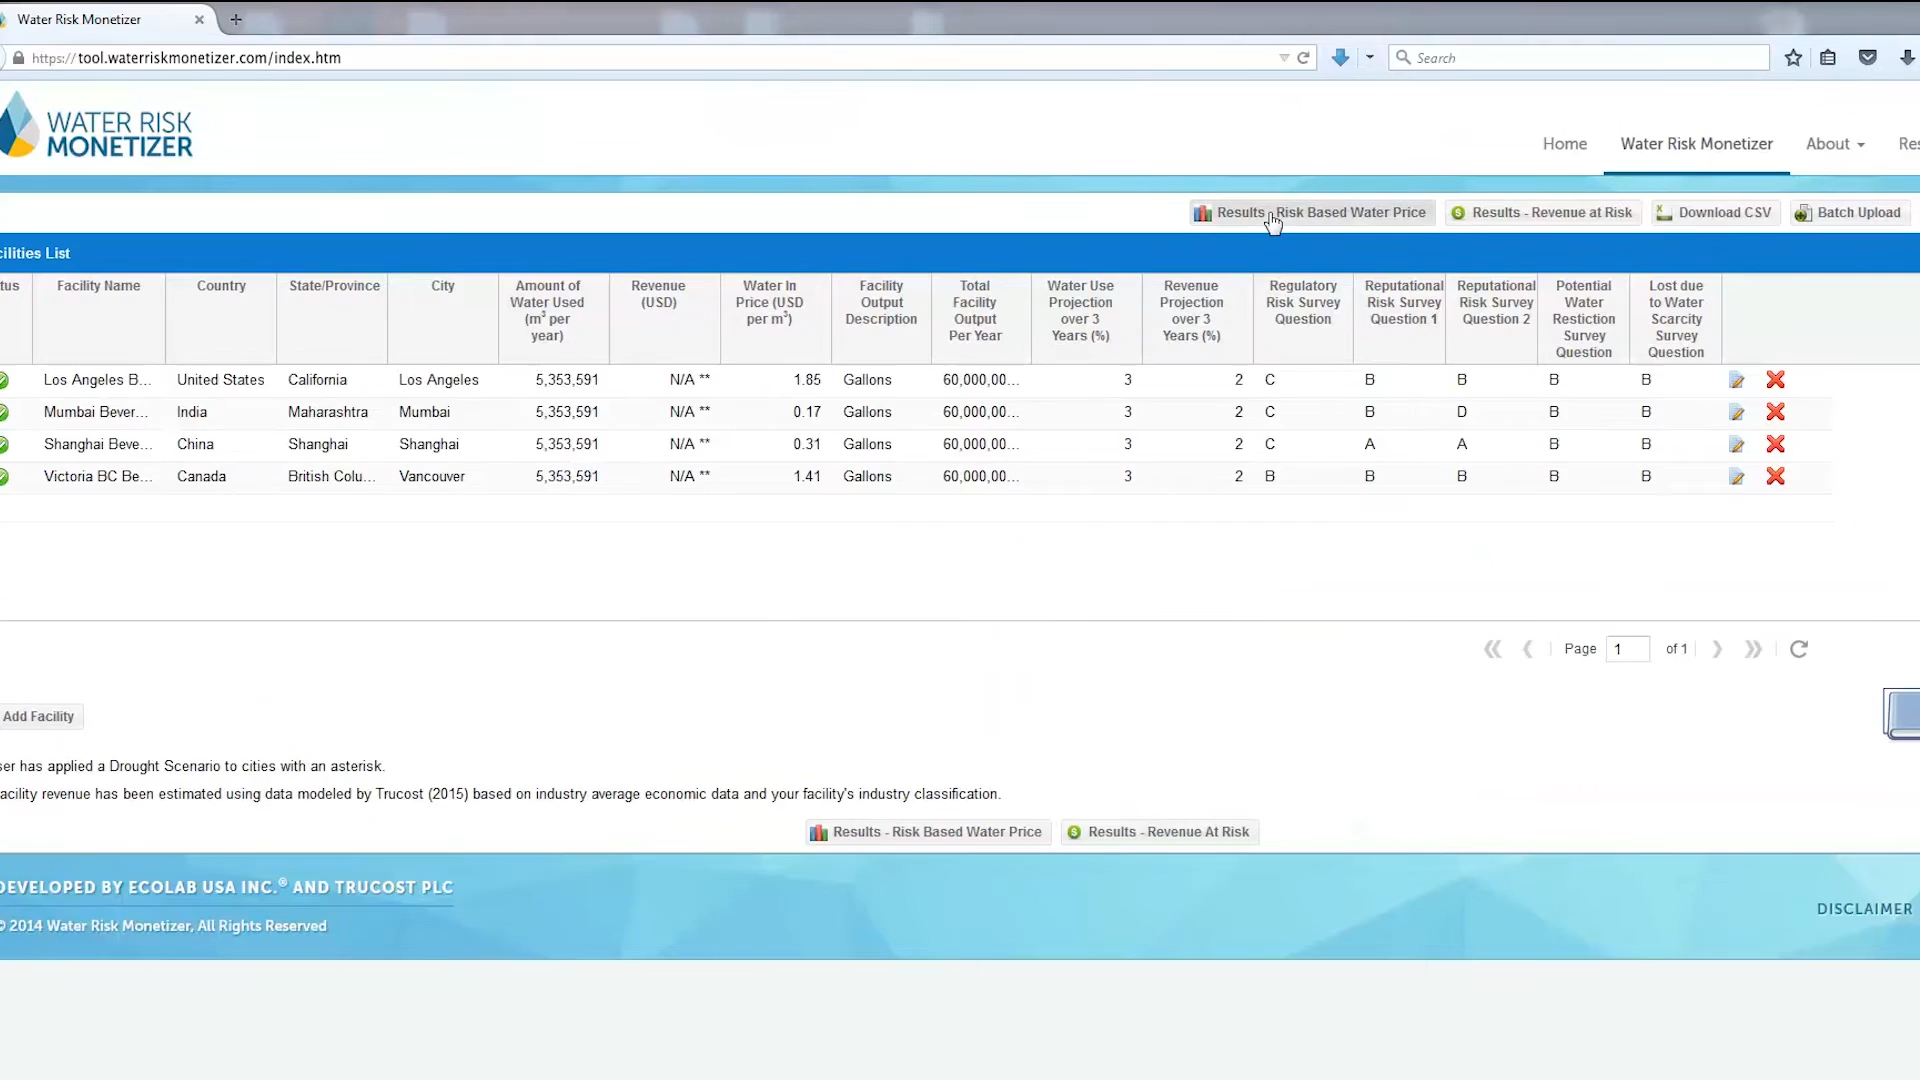 Water Risk Monetizer
https://tool.waterriskmonetizer.com/index.htm
Search
WATER RISK
MONETIZER
Home Water Risk Monetizer About
Results - Risk Based Water Price Results - Revenue at Risk Download CSV Batch Upload
cilities List
tus Facility Name Country State/Province City Amount of Water Used (m³ per year) Revenue (USD) Water In Price (USD per m³) Facility Output Description Total Facility Output Per Year Water Use Projection over 3 Years (%) Revenue Projection over 3 Years (%) Regulatory Risk Survey Question Reputational Risk Survey Question 1 Reputational Risk Survey Question 2 Potential Water Restiction Survey Question Lost due to Water Scarcity Survey Question
Los Angeles B... United States California Los Angeles 5,353,591 N/A ** 1.85 Gallons 60,000,00... 3 2 C B B B B
Mumbai Bever... India Maharashtra Mumbai 5,353,591 N/A ** 0.17 Gallons 60,000,00... 3 2 C B D B B
Shanghai Beve... China Shanghai Shanghai 5,353,591 N/A ** 0.31 Gallons 60,000,00... 3 2 C A A B B
Victoria BC Be... Canada British Colu... Vancouver 5,353,591 N/A ** 1.41 Gallons 60,000,00... 3 2 B B B B B
Page 1 of 1
Add Facility
ser has applied a Drought Scenario to cities with an asterisk.
acility revenue has been estimated using data modeled by Trucost (2015) based on industry average economic data and your facility's industry classification.
Results - Risk Based Water Price Results - Revenue At Risk
DEVELOPED BY ECOLAB USA INC.® AND TRUCOST PLC
© 2014 Water Risk Monetizer, All Rights Reserved
DISCLAIMER